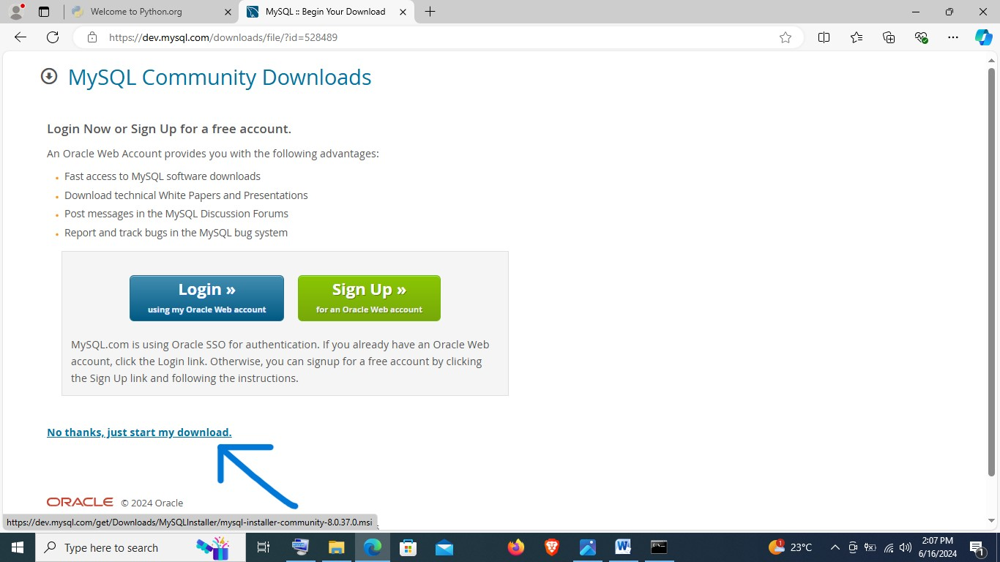 Welcome to Python.org
MySQL :: Begin Your Download
https://dev.mysql.com/downloads/file/?id=528489
MySQL Community Downloads
Login Now or Sign Up for a free account.
An Oracle Web Account provides you with the following advantages:
Fast access to MySQL software downloads
Download technical White Papers and Presentations
Post messages in the MySQL Discussion Forums
Report and track bugs in the MySQL bug system
Login »
using my Oracle Web account
Sign Up »
for an Oracle Web account
MySQL.com is using Oracle SSO for authentication. If you already have an Oracle Web
account, click the Login link. Otherwise, you can signup for a free account by clicking
the Sign Up link and following the instructions.
No thanks, just start my download.
ORACLE © 2024 Oracle
https://dev.mysql.com/get/Downloads/MySQLInstaller/mysql-installer-community-8.0.37.0.msi
Type here to search
1
23°C
2:07 PM
6/16/2024
1